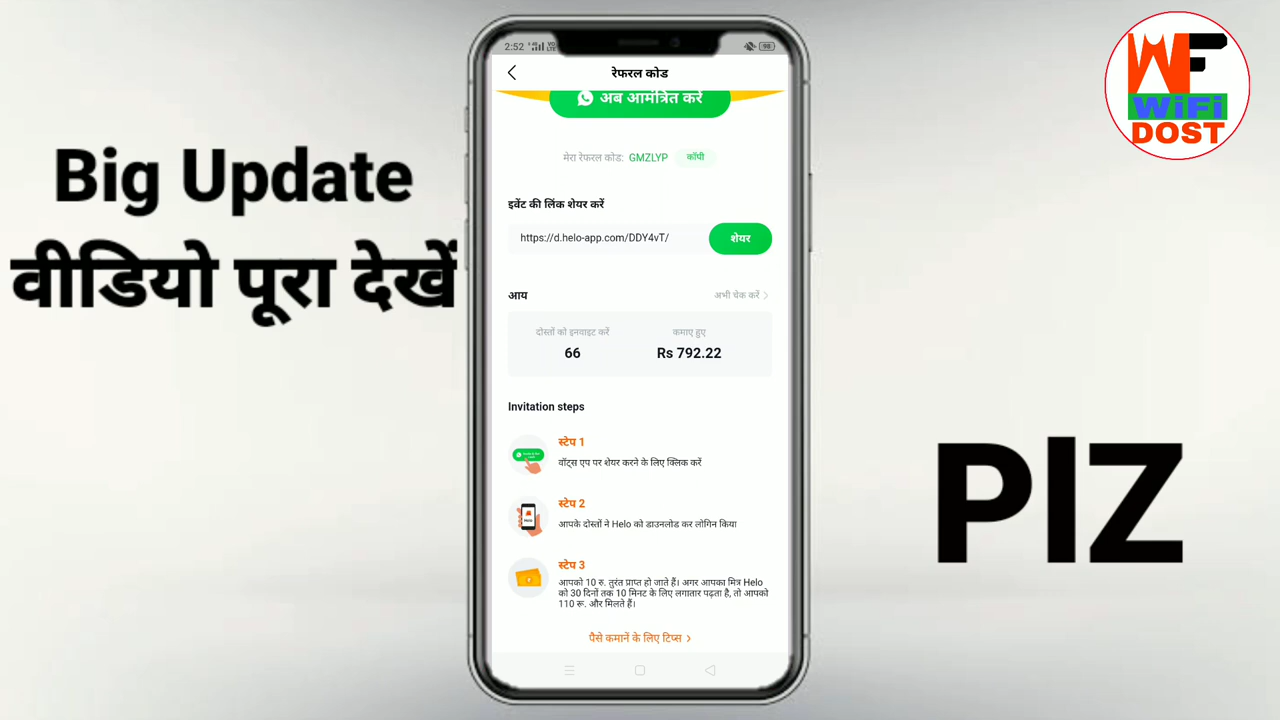 Big Update
वीडियो पूरा देखें
2:52
98
रेफरल कोड
अब आमंत्रित करें
मेरा रेफरल कोड: GMZLYP कॉपी
इवेंट की लिंक शेयर करें
https://d.helo-app.com/DDY4vT/ शेयर
आय अभी चेक करें >
दोस्तों को इनवाइट करें कमाए हुए
66 Rs 792.22
Invitation steps
स्टेप 1
वॉट्स एप पर शेयर करने के लिए क्लिक करें
स्टेप 2
आपके दोस्तों ने Helo को डाउनलोड कर लोगिन किया
स्टेप 3
आपको 10 रु. तुरंत प्राप्त हो जाते हैं। अगर आपका मित्र Helo
को 30 दिनों तक 10 मिनट के लिए लगातार पढ़ता है, तो आपको
110 रू. और मिलते हैं।
पैसे कमानें के लिए टिप्स >
WF
WiFi
DOST
PlZ